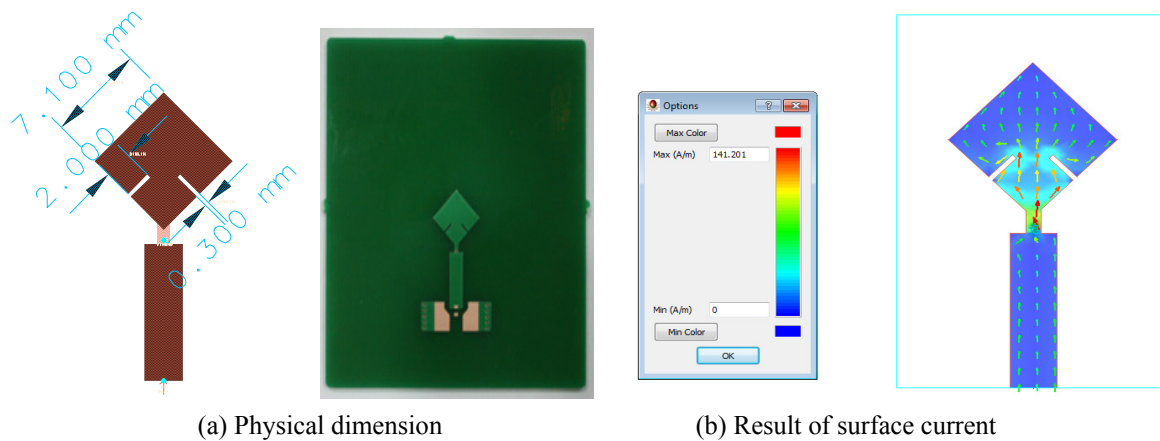 7.100 mm
2.000 mm
0.300 mm
Options
Max Color
Max (A/m) 141.201
Min (A/m) 0
Min Color
OK
(a) Physical dimension
(b) Result of surface current